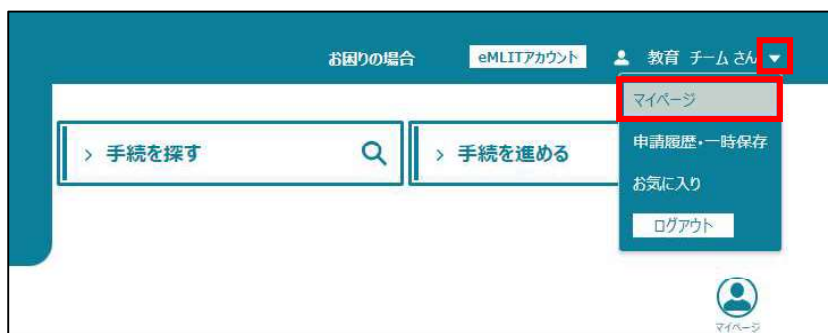 お困りの場合 eMLITアカウント 教育 チーム さん
マイページ
手続を探す 手続を進める 申請履歴・一時保存
お気に入り
ログアウト
マイページ